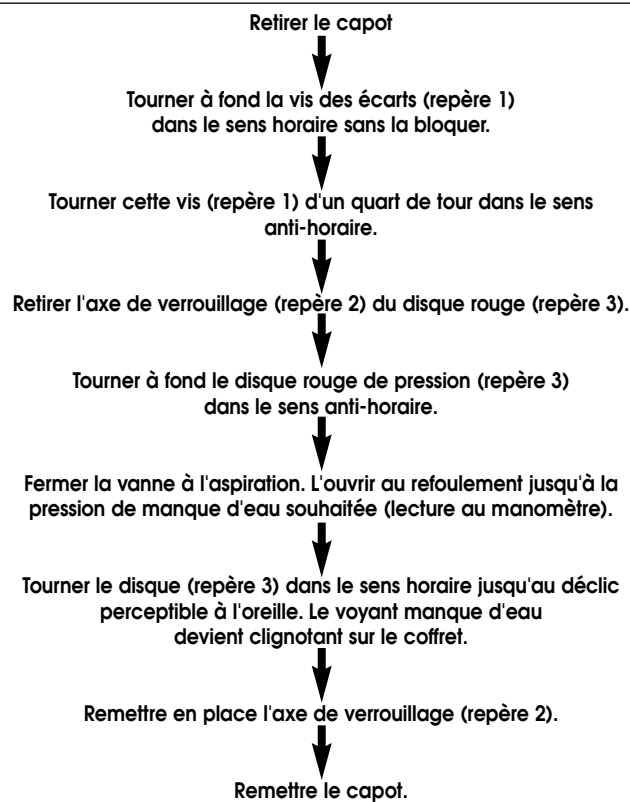 Retirer le capot
Tourner à fond la vis des écarts (repère 1)
dans le sens horaire sans la bloquer.
Tourner cette vis (repère 1) d'un quart de tour dans le sens
anti-horaire.
Retirer l'axe de verrouillage (repère 2) du disque rouge (repère 3).
Tourner à fond le disque rouge de pression (repère 3)
dans le sens anti-horaire.
Fermer la vanne à l'aspiration. L'ouvrir au refoulement jusqu'à la
pression de manque d'eau souhaitée (lecture au manomètre).
Tourner le disque (repère 3) dans le sens horaire jusqu'au déclic
perceptible à l'oreille. Le voyant manque d'eau
devient clignotant sur le coffret.
Remettre en place l'axe de verrouillage (repère 2).
Remettre le capot.